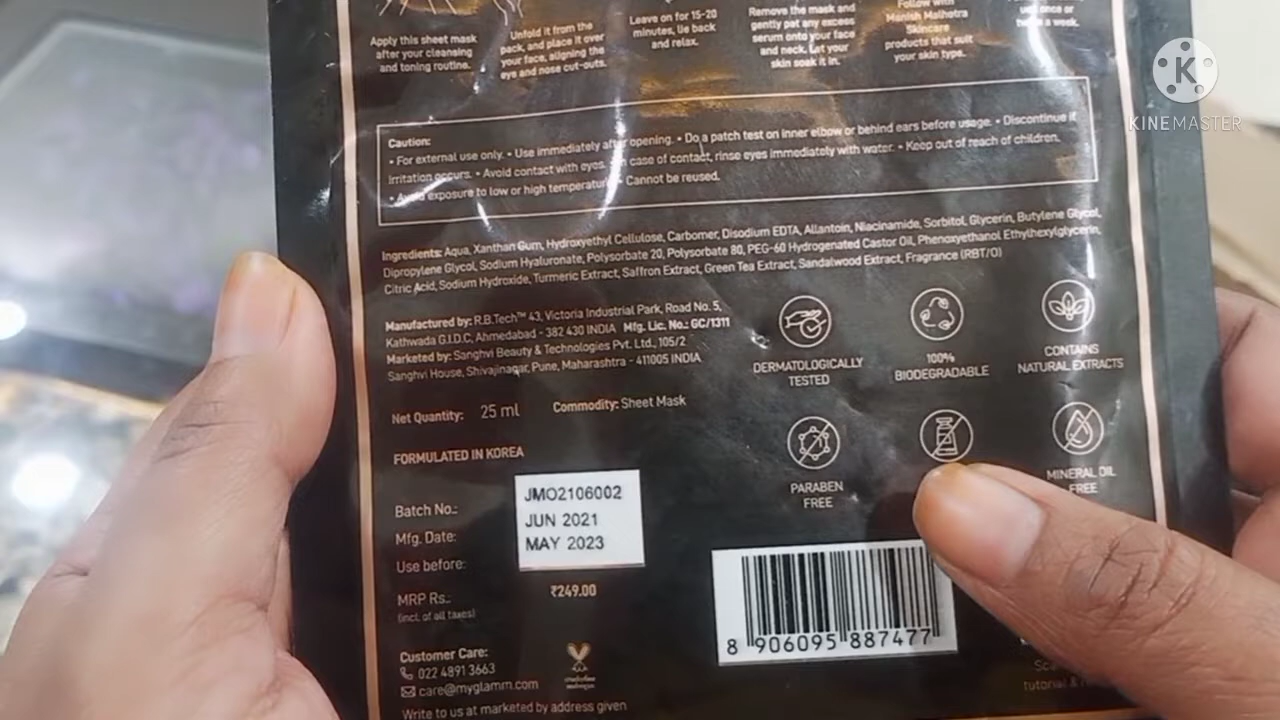 Apply this sheet mask
after your cleansing
and toning routine.
Unfold it from the
pack, and place it over
your face, aligning the
eye and nose cut-outs.
Leave on for 15-20
minutes, lie back
and relax.
Remove the mask and
gently pat any excess
serum onto your face
and neck. Let your
skin soak it in.
Follow with
Manish Malhotra
Skincare
products that suit
your skin type.
once or
a week.
KINEMASTER
Caution:
• For external use only. • Use immediately after opening. • Do a patch test on inner elbow or behind ears before usage. • Discontinue if
irritation occurs. • Avoid contact with eyes. In case of contact, rinse eyes immediately with water. • Keep out of reach of children.
• Avoid exposure to low or high temperature • Cannot be reused.
Ingredients: Aqua, Xanthan Gum, Hydroxyethyl Cellulose, Carbomer, Disodium EDTA, Allantoin, Niacinamide, Sorbitol, Glycerin, Butylene Glycol,
Dipropylene Glycol, Sodium Hyaluronate, Polysorbate 20, Polysorbate 80, PEG-60 Hydrogenated Castor Oil, Phenoxyethanol Ethylhexylglycerin,
Citric Acid, Sodium Hydroxide, Turmeric Extract, Saffron Extract, Green Tea Extract, Sandalwood Extract, Fragrance (RBT/O)
Manufactured by: R.B.Tech™ 43, Victoria Industrial Park, Road No. 5,
Kathwada G.I.D.C, Ahmedabad - 382 430 INDIA Mfg. Lic. No.: GC/1311
Marketed by: Sanghvi Beauty & Technologies Pvt. Ltd., 105/2
Sanghvi House, Shivajinagar, Pune, Maharashtra - 411005 INDIA
Net Quantity: 25 ml Commodity: Sheet Mask
FORMULATED IN KOREA
DERMATOLOGICALLY
TESTED
100%
BIODEGRADABLE
CONTAINS
NATURAL EXTRACTS
PARABEN
FREE
MINERAL OIL
FREE
Batch No.: JMO2106002
Mfg. Date: JUN 2021
Use before: MAY 2023
MRP Rs.: ₹249.00
(incl. of all taxes)
8 906095 887477
Customer Care:
022 4891 3663
care@myglamm.com
Write to us at marketed by address given
tutorial &